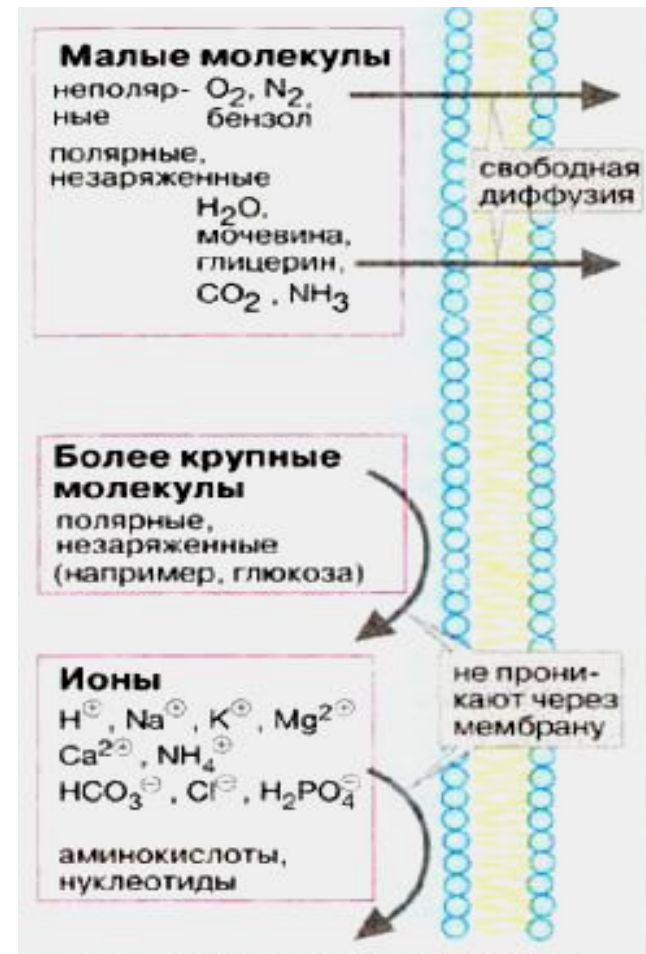 Малые молекулы
неполяр- O₂, N₂,
ные бензол
полярные,
незаряженные
H₂O,
мочевина,
глицерин,
CO₂, NH₃
свободная
диффузия
Более крупные
молекулы
полярные,
незаряженные
(например, глюкоза)
не прони-
кают через
мембрану
Ионы
H⊕, Na⊕, K⊕, Mg2⊕
Ca2⊕, NH₄⊕
HCO₃⊖, Cl⊖, H₂PO₄⊖
аминокислоты,
нуклеотиды